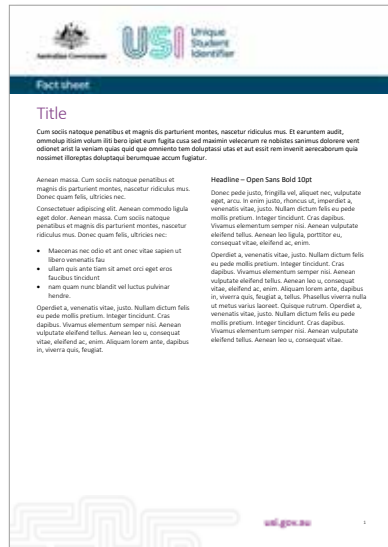 Australian Government
USI Unique
Student
Identifier
Fact sheet
Title
Cum sociis natoque penatibus et magnis dis parturient montes, nascetur ridiculus mus. Et earuntem audit,
ommolup itisim volum iliti bero ipiet eum fugita cusa sed maximin velecerum re nobistes sanimus dolorere vent
odionet arist la veniam quias quid que omniento tem doluptassi utas et aut essit rem invenit aerecaborum quia
nossimet illoreptas doluptaqui berumquae accum fugiatur.
Aenean massa. Cum sociis natoque penatibus et
magnis dis parturient montes, nascetur ridiculus mus.
Donec quam felis, ultricies nec.
Consectetuer adipiscing elit. Aenean commodo ligula
eget dolor. Aenean massa. Cum sociis natoque
penatibus et magnis dis parturient montes, nascetur
ridiculus mus. Donec quam felis, ultricies nec:
• Maecenas nec odio et ant onec vitae sapien ut
libero venenatis fau
• ullam quis ante tiam sit amet orci eget eros
faucibus tincidunt
• nam quam nunc blandit vel luctus pulvinar
hendre.
Operdiet a, venenatis vitae, justo. Nullam dictum felis
eu pede mollis pretium. Integer tincidunt. Cras
dapibus. Vivamus elementum semper nisi. Aenean
vulputate eleifend tellus. Aenean leo u, consequat
vitae, eleifend ac, enim. Aliquam lorem ante, dapibus
in, viverra quis, feugiat.
Headline – Open Sans Bold 10pt
Donec pede justo, fringilla vel, aliquet nec, vulputate
eget, arcu. In enim justo, rhoncus ut, imperdiet a,
venenatis vitae, justo. Nullam dictum felis eu pede
mollis pretium. Integer tincidunt. Cras dapibus.
Vivamus elementum semper nisi. Aenean vulputate
eleifend tellus. Aenean leo ligula, porttitor eu,
consequat vitae, eleifend ac, enim.
Operdiet a, venenatis vitae, justo. Nullam dictum felis
eu pede mollis pretium. Integer tincidunt. Cras
dapibus. Vivamus elementum semper nisi. Aenean
vulputate eleifend tellus. Aenean leo u, consequat
vitae, eleifend ac, enim. Aliquam lorem ante, dapibus
in, viverra quis, feugiat a, tellus. Phasellus viverra nulla
ut metus varius laoreet. Quisque rutrum. Operdiet a,
venenatis vitae, justo. Nullam dictum felis eu pede
mollis pretium. Integer tincidunt. Cras dapibus.
Vivamus elementum semper nisi. Aenean vulputate
eleifend tellus. Aenean leo u, consequat vitae.
usi.gov.au
1